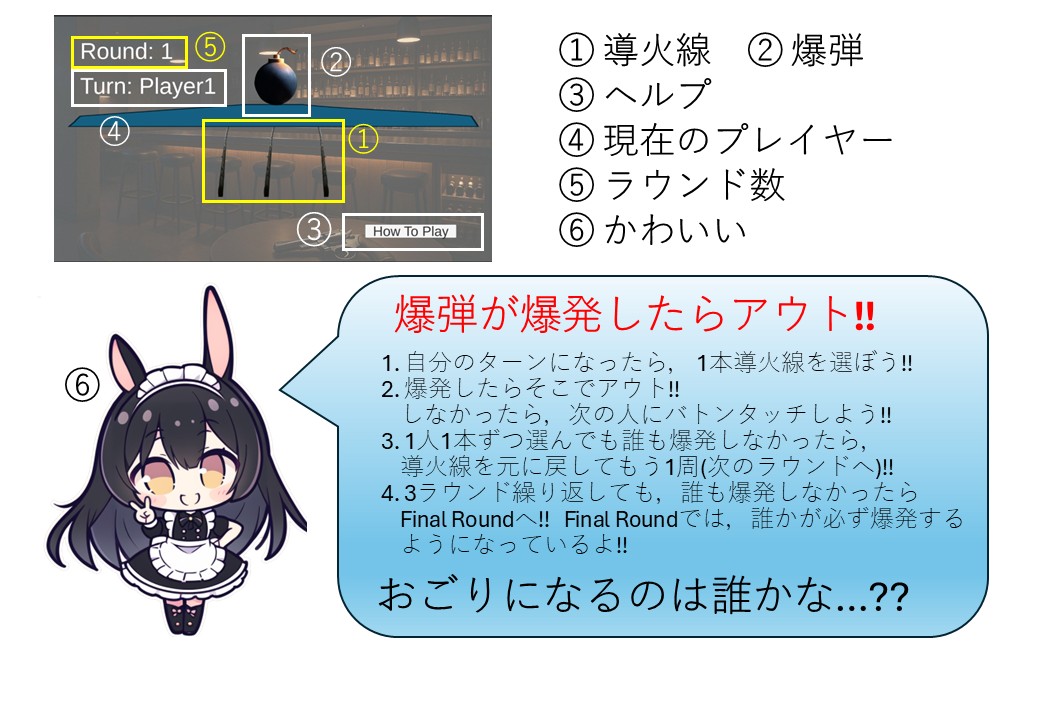 Round: 1
⑤
Turn: Player1
②
④
①
③
How To Play
① 導火線　② 爆弾
③ ヘルプ
④ 現在のプレイヤー
⑤ ラウンド数
⑥ かわいい
⑥
爆弾が爆発したらアウト!!
1. 自分のターンになったら，1本導火線を選ぼう!!
2. 爆発したらそこでアウト!!
しなかったら，次の人にバトンタッチしよう!!
3. 1人1本ずつ選んでも誰も爆発しなかったら，
導火線を元に戻してもう1周(次のラウンドへ)!!
4. 3ラウンド繰り返しても，誰も爆発しなかったら
Final Roundへ!! Final Roundでは，誰かが必ず爆発する
ようになっているよ!!
おごりになるのは誰かな…??